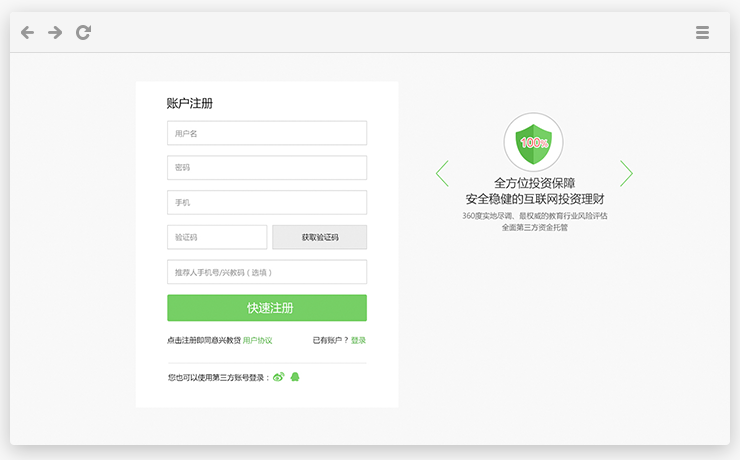 账户注册
用户名
密码
手机
验证码 获取验证码
推荐人手机号/兴教码（选填）
快速注册
点击注册即同意兴教贷 用户协议 已有账户？ 登录
您也可以使用第三方账号登录：
100%
全方位投资保障
安全稳健的互联网投资理财
360度实地尽调、最权威的教育行业风险评估
全面第三方资金托管